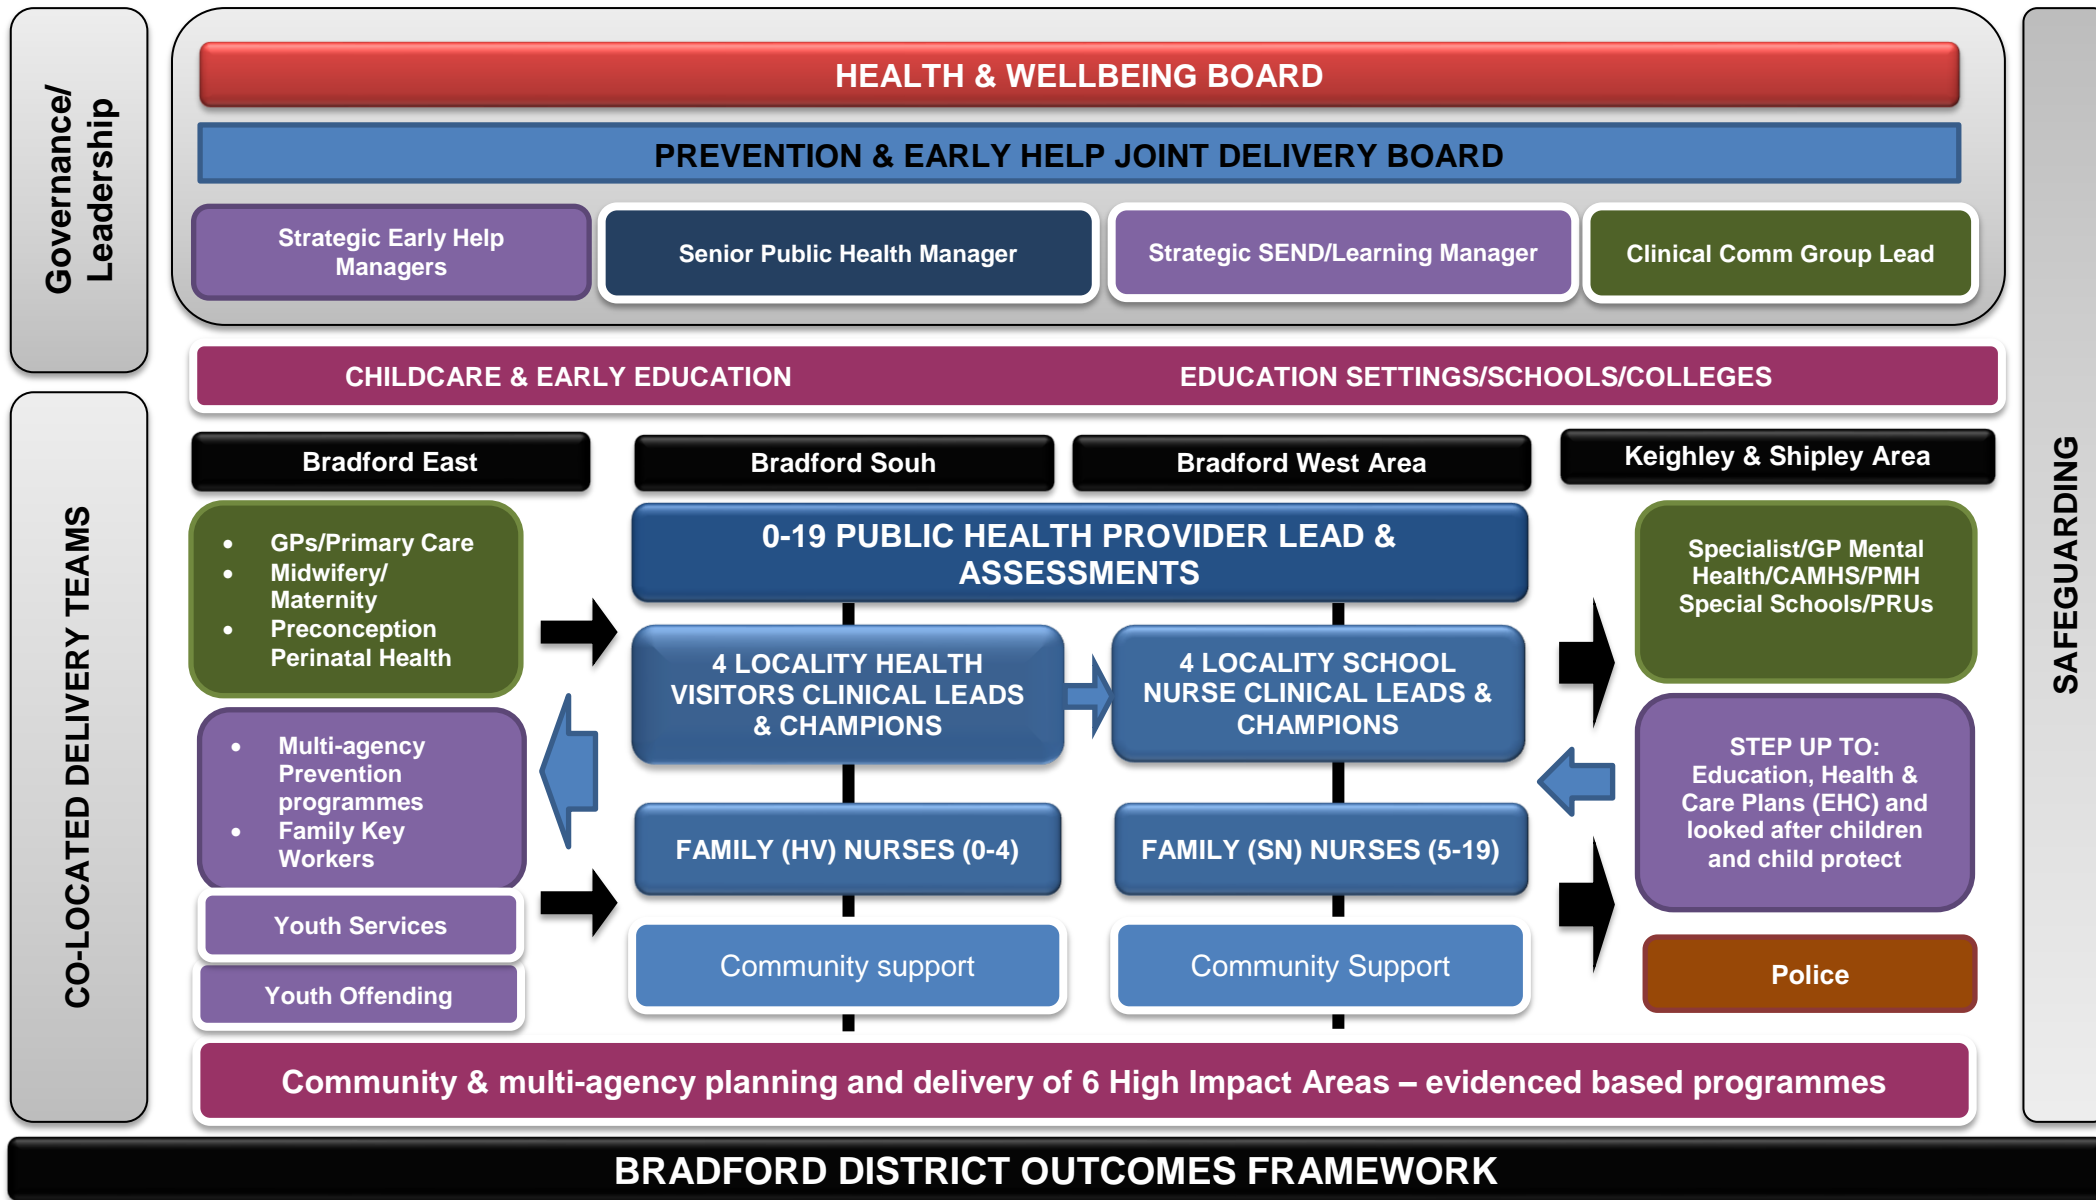 Governance/
Leadership
HEALTH & WELLBEING BOARD
PREVENTION & EARLY HELP JOINT DELIVERY BOARD
Strategic Early Help
Managers
Senior Public Health Manager
Strategic SEND/Learning Manager
Clinical Comm Group Lead
CHILDCARE & EARLY EDUCATION
EDUCATION SETTINGS/SCHOOLS/COLLEGES
SAFEGUARDING
CO-LOCATED DELIVERY TEAMS
Bradford East
Bradford Souh
Bradford West Area
Keighley & Shipley Area
• GPs/Primary Care
• Midwifery/
Maternity
• Preconception
Perinatal Health
• Multi-agency
Prevention
programmes
• Family Key
Workers
Youth Services
Youth Offending
0-19 PUBLIC HEALTH PROVIDER LEAD &
ASSESSMENTS
4 LOCALITY HEALTH
VISITORS CLINICAL LEADS
& CHAMPIONS
4 LOCALITY SCHOOL
NURSE CLINICAL LEADS &
CHAMPIONS
FAMILY (HV) NURSES (0-4)
FAMILY (SN) NURSES (5-19)
Community support
Community Support
Specialist/GP Mental
Health/CAMHS/PMH
Special Schools/PRUs
STEP UP TO:
Education, Health &
Care Plans (EHC) and
looked after children
and child protect
Police
Community & multi-agency planning and delivery of 6 High Impact Areas – evidenced based programmes
BRADFORD DISTRICT OUTCOMES FRAMEWORK